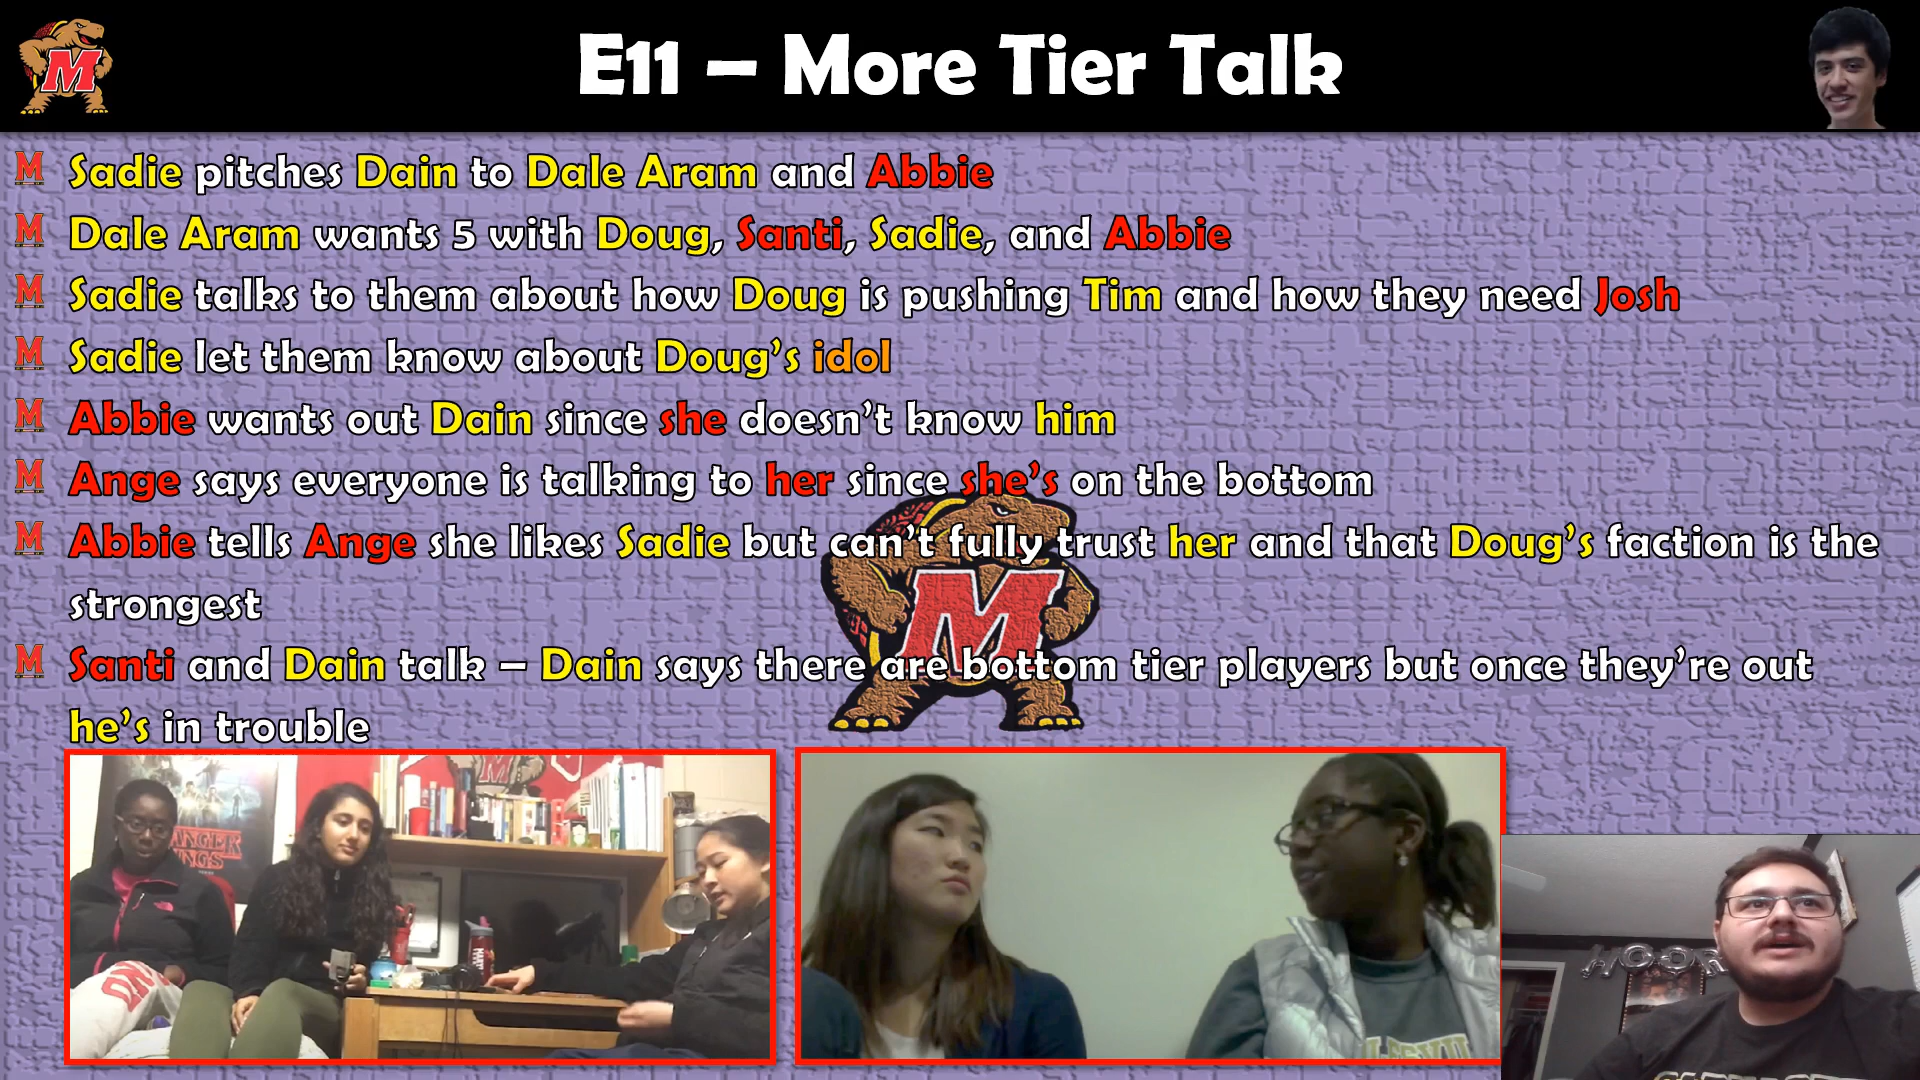 E11 – More Tier Talk
M
M Sadie pitches Dain to Dale Aram and Abbie
M Dale Aram wants 5 with Doug, Santi, Sadie, and Abbie
M Sadie talks to them about how Doug is pushing Tim and how they need Josh
M Sadie let them know about Doug’s idol
M Abbie wants out Dain since she doesn’t know him
M Ange says everyone is talking to her since she’s on the bottom
M Abbie tells Ange she likes Sadie but can’t fully trust her and that Doug’s faction is the
strongest
M
M Santi and Dain talk – Dain says there are bottom tier players but once they’re out
he’s in trouble